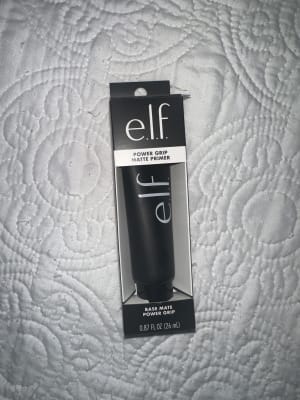 e.l.f.
POWER GRIP
MATTE PRIMER
e.l.f
BASE MATE
POWER GRIP
0.87 FL OZ (26 mL)